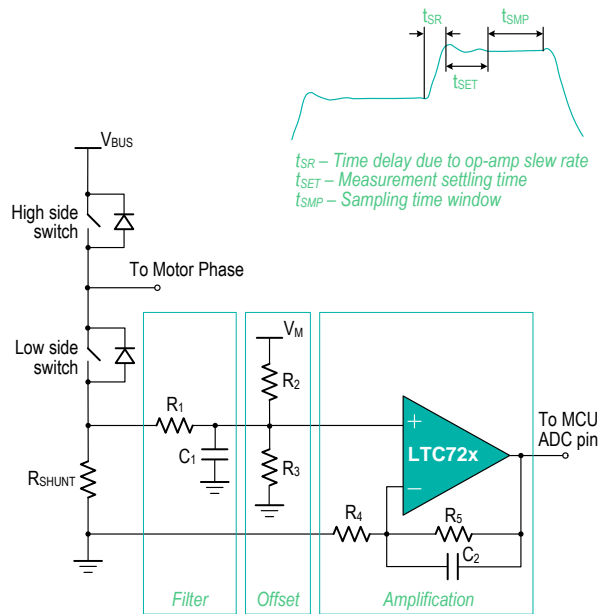 tSR
tSMP
tSET
tSR – Time delay due to op-amp slew rate
tSET – Measurement settling time
tSMP – Sampling time window
VBUS
High side
switch
To Motor Phase
Low side
switch
VM
R2
R1
C1
R3
RSHUNT
+
LTC72x
–
To MCU
ADC pin
R4
R5
C2
Filter
Offset
Amplification